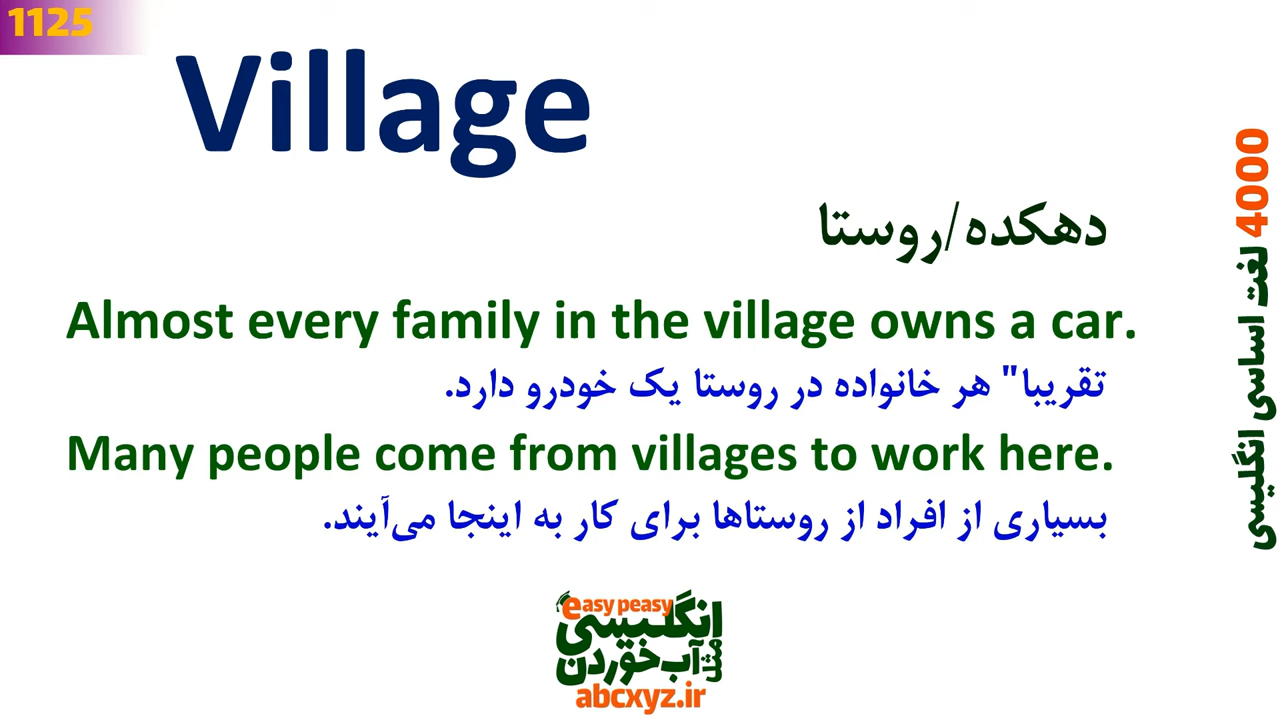 1125
Village
دهکده/روستا
Almost every family in the village owns a car.
تقریبا" هر خانواده در روستا یک خودرو دارد.
Many people come from villages to work here.
بسیاری از افراد از روستاها برای کار به اینجا می‌آیند.
4000 لغت اساسی انگلیسی
easy peasy
انگلیسی
مثل آب خوردن
abcxyz.ir